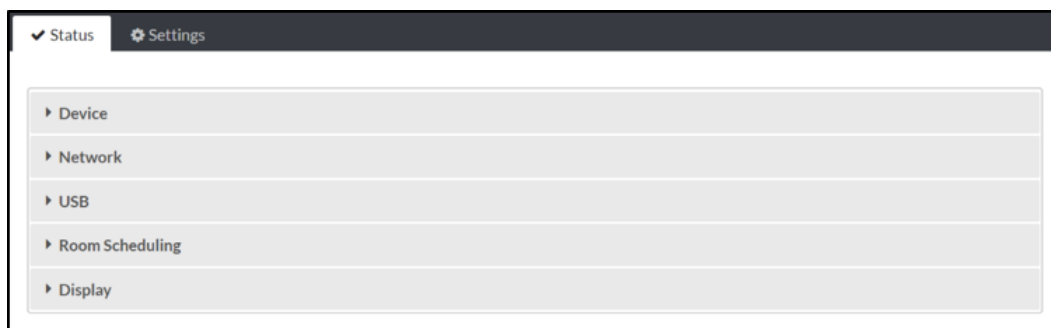 Status Settings
Device
Network
USB
Room Scheduling
Display